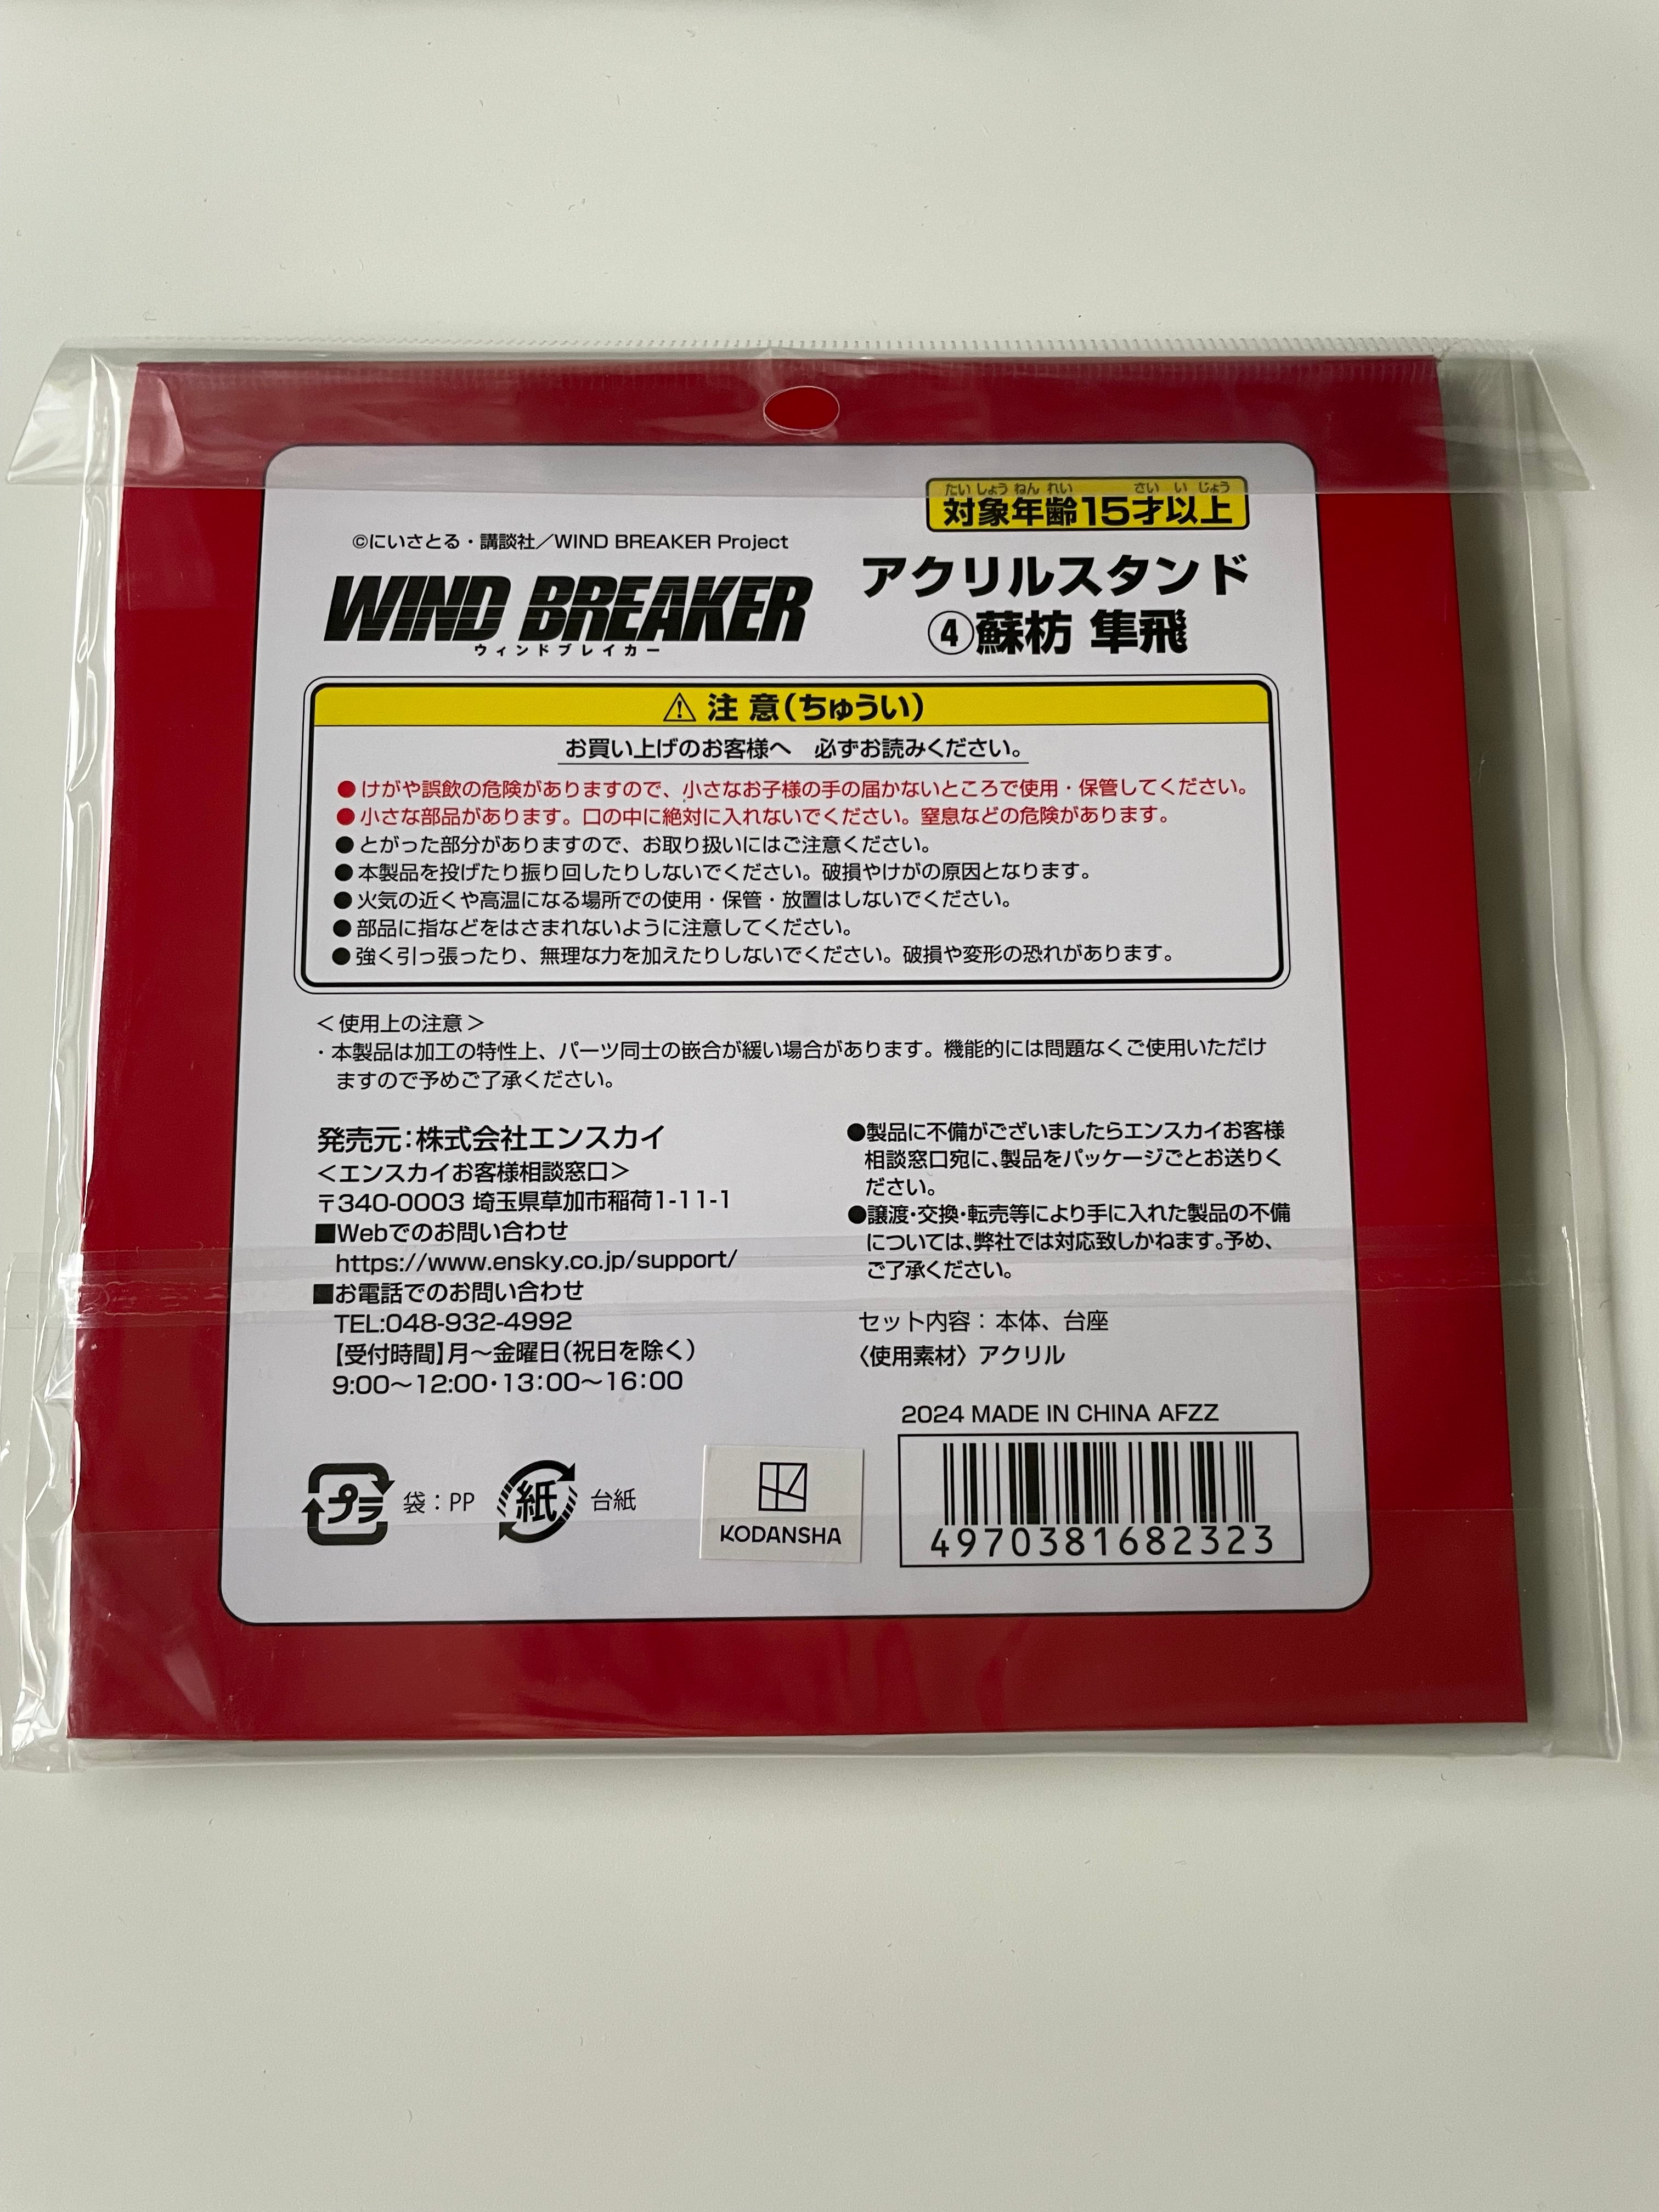 たいしょうねんれい さい いじょう
対象年齢15才以上
©にいさとる・講談社／WIND BREAKER Project
WIND BREAKER
ウィンドブレイカー
アクリルスタンド
④蘇枋 隼飛
⚠ 注意(ちゅうい)
お買い上げのお客様へ　必ずお読みください。
●けがや誤飲の危険がありますので、小さなお子様の手の届かないところで使用・保管してください。
●小さな部品があります。口の中に絶対に入れないでください。窒息などの危険があります。
●とがった部分がありますので、お取り扱いにはご注意ください。
●本製品を投げたり振り回したりしないでください。破損やけがの原因となります。
●火気の近くや高温になる場所での使用・保管・放置はしないでください。
●部品に指などをはさまれないように注意してください。
●強く引っ張ったり、無理な力を加えたりしないでください。破損や変形の恐れがあります。
＜使用上の注意＞
・本製品は加工の特性上、パーツ同士の嵌合が緩い場合があります。機能的には問題なくご使用いただけ
ますので予めご了承ください。
発売元：株式会社エンスカイ
＜エンスカイお客様相談窓口＞
〒340-0003 埼玉県草加市稲荷1-11-1
■Webでのお問い合わせ
https://www.ensky.co.jp/support/
■お電話でのお問い合わせ
TEL:048-932-4992
【受付時間】月～金曜日(祝日を除く)
9:00～12:00・13:00～16:00
●製品に不備がございましたらエンスカイお客様
相談窓口宛に、製品をパッケージごとお送りく
ださい。
●譲渡・交換・転売等により手に入れた製品の不備
については、弊社では対応致しかねます。予め、
ご了承ください。
セット内容：本体、台座
〈使用素材〉アクリル
2024 MADE IN CHINA AFZZ
プラ 袋：PP 紙 台紙
KODANSHA
4970381682323